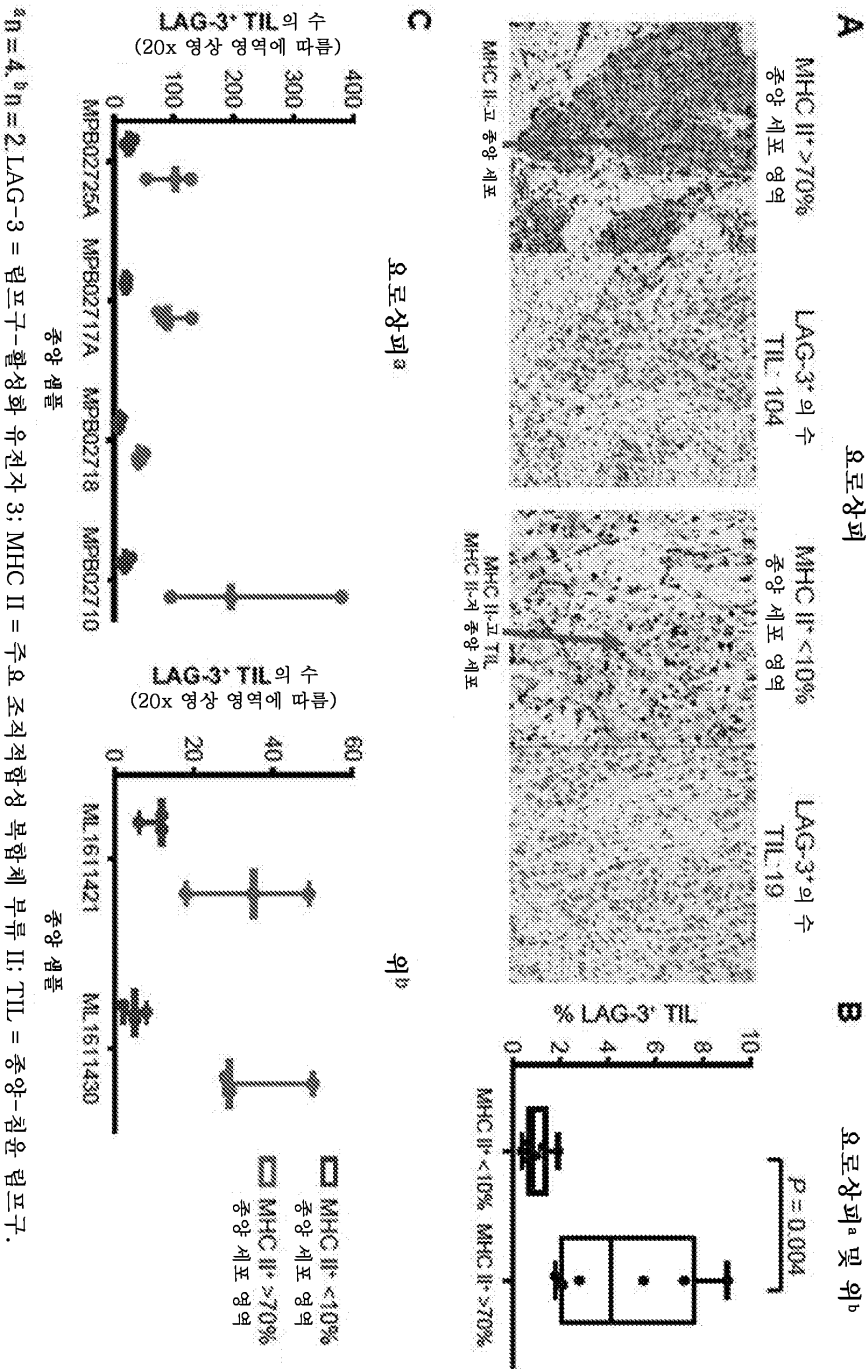 A
요로상피
MHC II⁺ >70%
종양 세포 영역
LAG-3⁺의 수
TIL: 104
MHC II⁺ <10%
종양 세포 영역
LAG-3⁺의 수
TIL: 19
MHC II-고 종양 세포
MHC II-고 TIL
MHC II-저 종양 세포
B
요로상피ᵃ 및 위ᵇ
P = 0.004
% LAG-3⁺ TIL
10
8
6
4
2
0
MHC II⁺ <10%
MHC II⁺ >70%
C
요로상피ᵃ
LAG-3⁺ TIL의 수
(20x 영상 영역에 따름)
400
300
200
100
0
MPB02725A
MPB02717A
MPB02718
MPB02710
종양 샘플
위ᵇ
LAG-3⁺ TIL의 수
(20x 영상 영역에 따름)
60
40
20
0
ML1611421
ML1611430
종양 샘플
MHC II⁺ <10%
종양 세포 영역
MHC II⁺ >70%
종양 세포 영역
ᵃn = 4. ᵇn = 2. LAG-3 = 림프구-활성화 유전자 3; MHC II = 주요 조직적합성 복합체 부류 II; TIL = 종양-침윤 림프구.